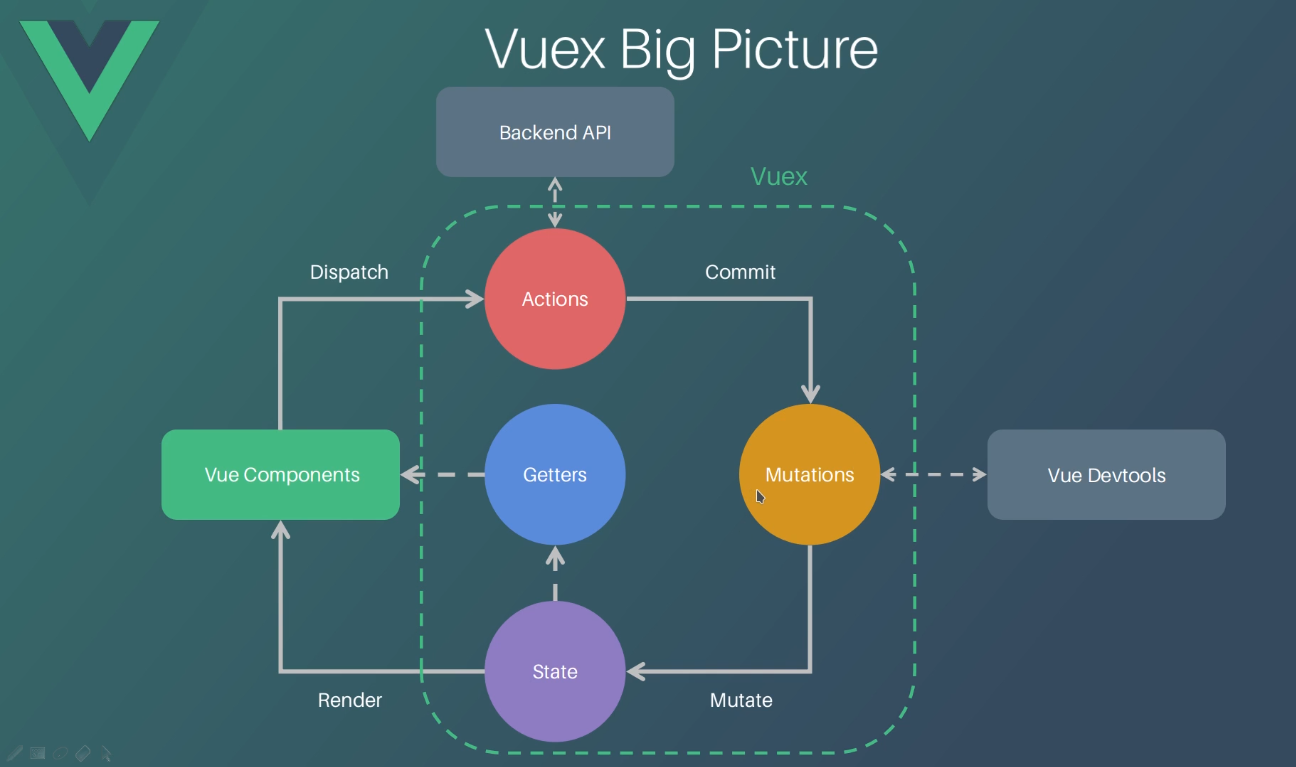 Vuex Big Picture
Backend API
Vuex
Dispatch
Commit
Actions
Vue Components
Getters
Mutations
Vue Devtools
State
Render
Mutate